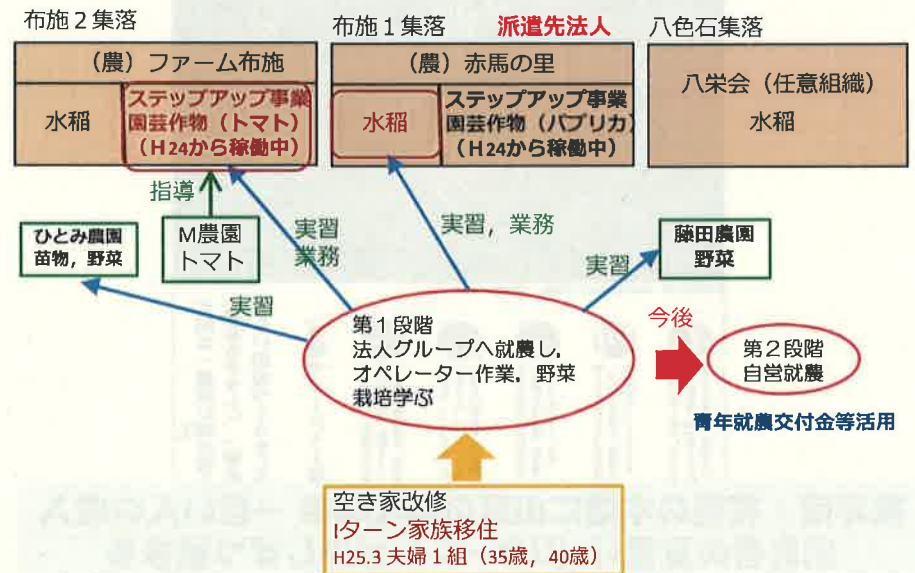 布施2集落
布施1集落
派遣先法人
八色石集落
（農）ファーム布施
水稲
ステップアップ事業
園芸作物（トマト）
（H24から稼働中）
（農）赤馬の里
水稲
ステップアップ事業
園芸作物（パプリカ）
（H24から稼働中）
八栄会（任意組織）
水稲
指導
ひとみ農園
苗物，野菜
M農園
トマト
実習
業務
実習，業務
藤田農園
野菜
実習
実習
第1段階
法人グループへ就農し．
オペレーター作業．野菜
栽培学ぶ
今後
第2段階
自営就農
青年就農交付金等活用
空き家改修
Iターン家族移住
H25.3 夫婦1組（35歳，40歳）